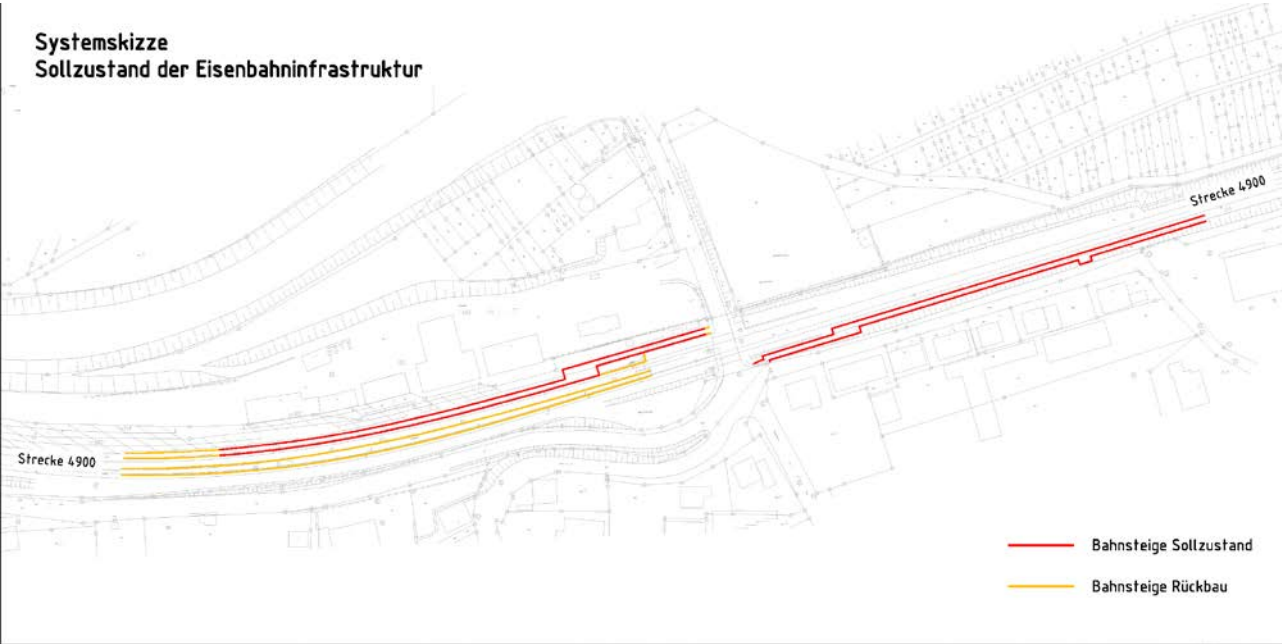 Systemskizze
Sollzustand der Eisenbahninfrastruktur
Strecke 4900
Strecke 4900
Bahnsteige Sollzustand
Bahnsteige Rückbau